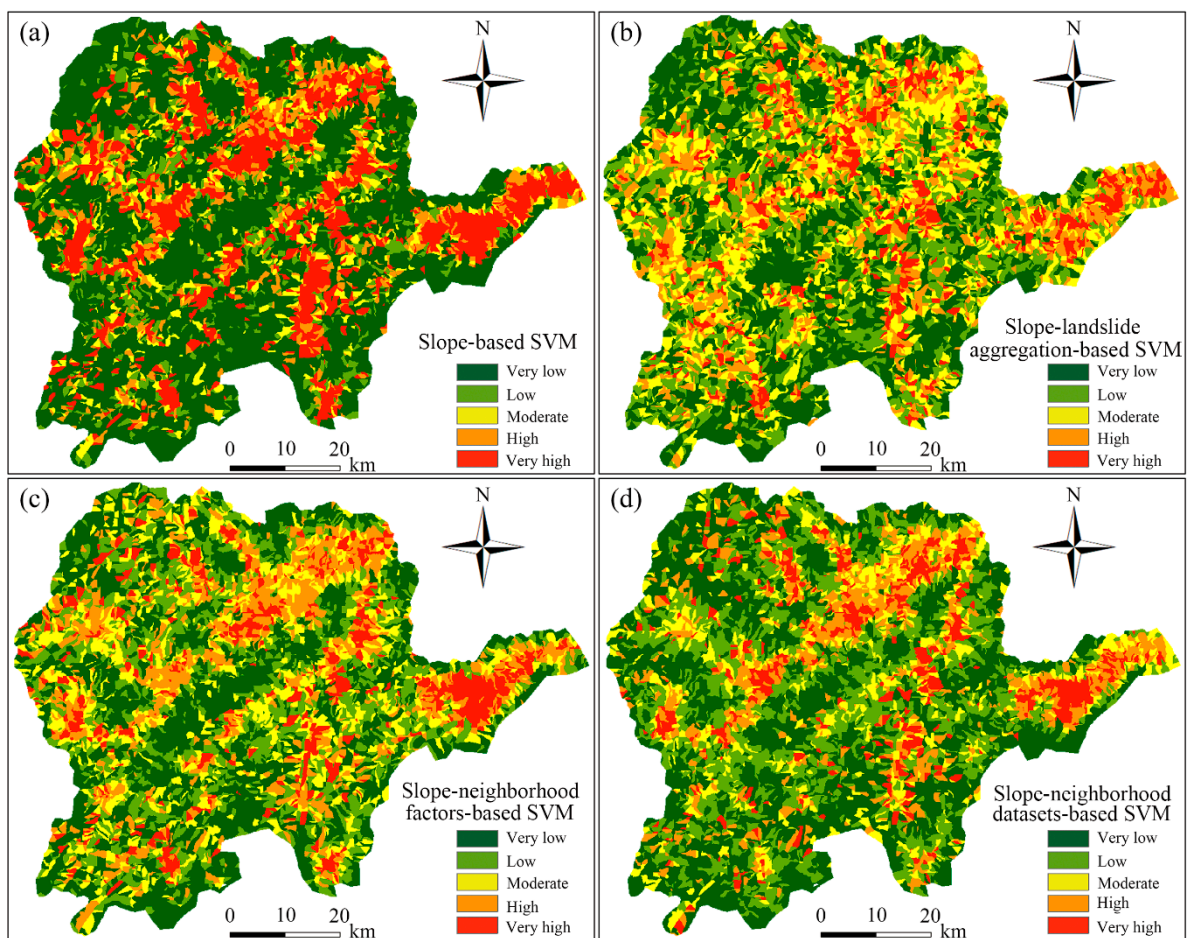 (a)
N
Slope-based SVM
Very low
Low
Moderate
High
Very high
0 10 20
km
(b)
N
Slope-landslide
aggregation-based SVM
Very low
Low
Moderate
High
Very high
0 10 20
km
(c)
N
Slope-neighborhood
factors-based SVM
Very low
Low
Moderate
High
Very high
0 10 20
km
(d)
N
Slope-neighborhood
datasets-based SVM
Very low
Low
Moderate
High
Very high
0 10 20
km